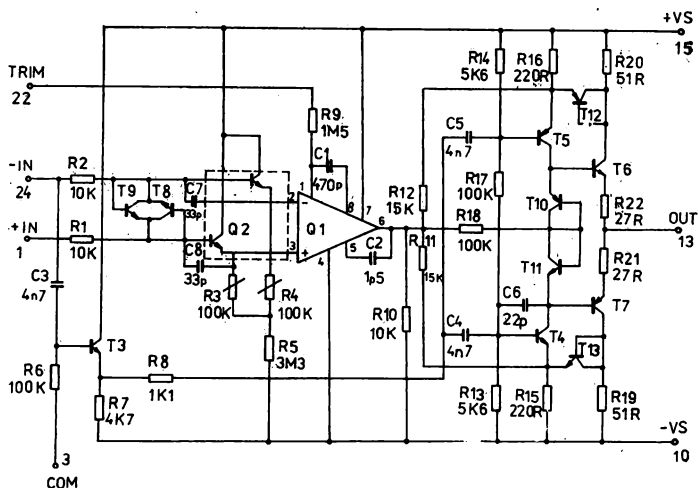 +VS
15
R14
5K6
R16
220R
R20
51R
TRIM
22
R9
1M5
T12
C5
4n7
T5
T6
C1
470p
-IN
24
R2
10K
T9
T8
C7
33p
1
8
7
2
-
Q2
Q1
6
R12
15K
R17
100K
T10
R22
27R
R18
100K
OUT
13
+IN
1
R1
10K
C8
33p
3
+
4
5
C2
1p5
R11
15K
T11
R21
27R
C3
4n7
R3
100K
R4
100K
C6
22p
T7
R10
10K
C4
4n7
T4
T3
R5
3M3
T13
R6
100K
R8
1K1
R7
4K7
R13
5K6
R15
220R
R19
51R
-VS
10
3
COM